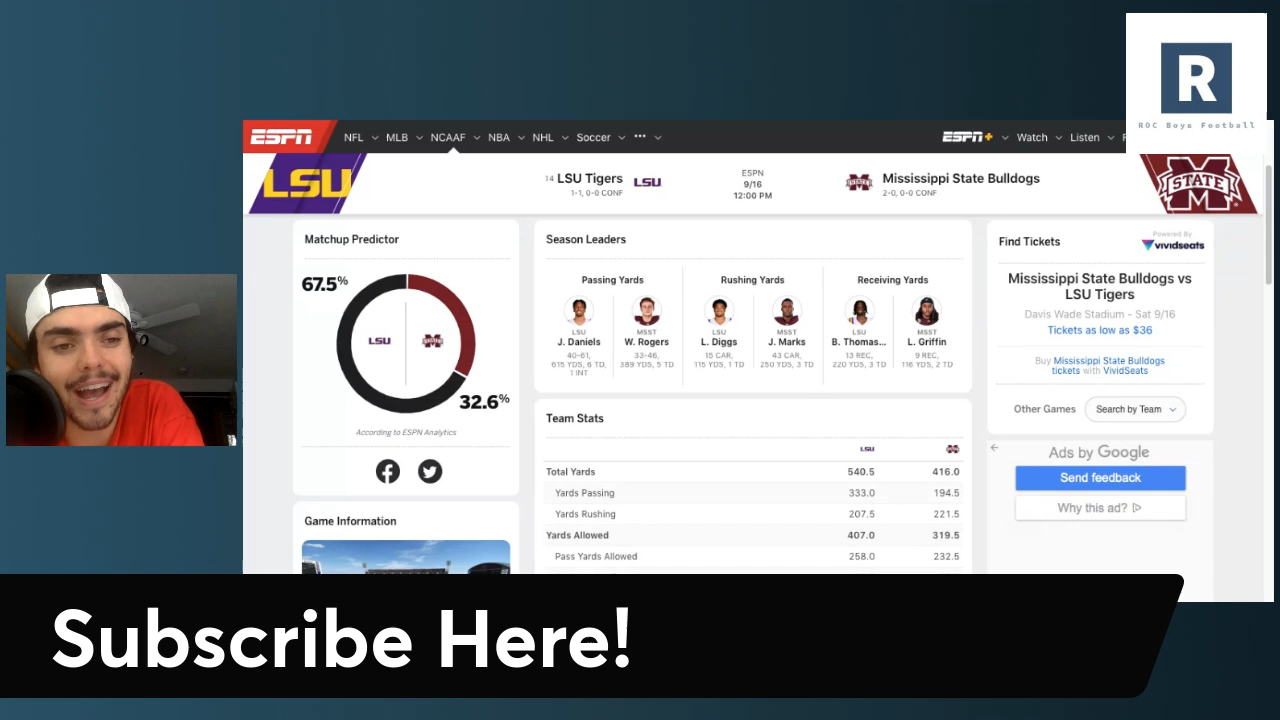 R
ROC Boys Football
ESPN
NFL
MLB
NCAAF
NBA
NHL
Soccer
ESPN+
Watch
Listen
LSU
14 LSU Tigers
1-1, 0-0 CONF
LSU
ESPN
9/16
12:00 PM
STATE
Mississippi State Bulldogs
2-0, 0-0 CONF
STATE
Matchup Predictor
67.5%
LSU
STATE
32.6%
According to ESPN Analytics
Game Information
Season Leaders
Passing Yards
Rushing Yards
Receiving Yards
LSU
J. Daniels
40-61,
615 YDS, 6 TD,
1 INT
MSST
W. Rogers
33-46,
389 YDS, 5 TD
LSU
L. Diggs
15 CAR,
115 YDS, 1 TD
MSST
J. Marks
43 CAR,
250 YDS, 3 TD
LSU
B. Thomas...
13 REC,
220 YDS, 3 TD
MSST
L. Griffin
9 REC,
116 YDS, 2 TD
Team Stats
LSU
Total Yards 540.5 416.0
Yards Passing 333.0 194.5
Yards Rushing 207.5 221.5
Yards Allowed 407.0 319.5
Pass Yards Allowed 258.0 232.5
Find Tickets
Powered By
vividseats
Mississippi State Bulldogs vs
LSU Tigers
Davis Wade Stadium - Sat 9/16
Tickets as low as $36
Buy Mississippi State Bulldogs
tickets with VividSeats
Other Games
Search by Team
Ads by Google
Send feedback
Why this ad?
Subscribe Here!